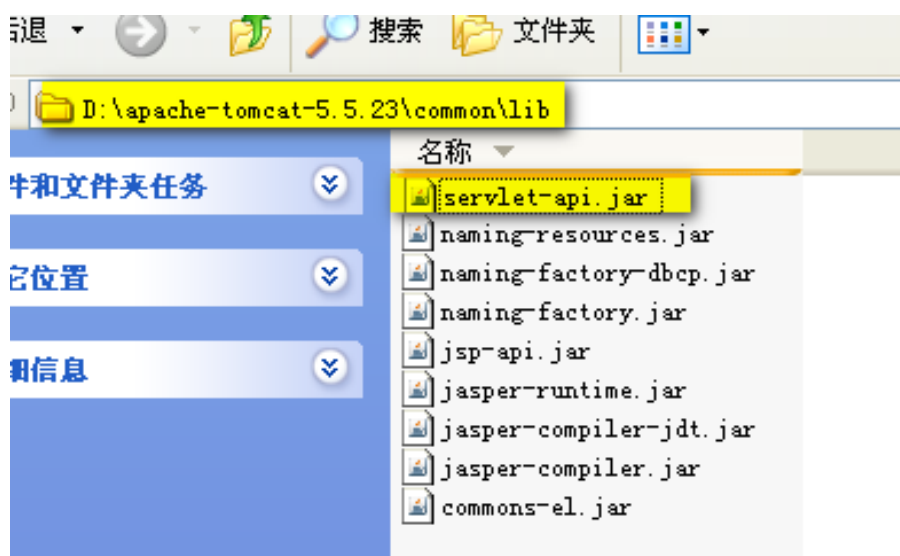 后退 搜索 文件夹
D:\apache-tomcat-5.5.23\common\lib
名称
件和文件夹任务
servlet-api.jar
naming-resources.jar
它位置
naming-factory-dbcp.jar
naming-factory.jar
jsp-api.jar
细信息
jasper-runtime.jar
jasper-compiler-jdt.jar
jasper-compiler.jar
commons-el.jar